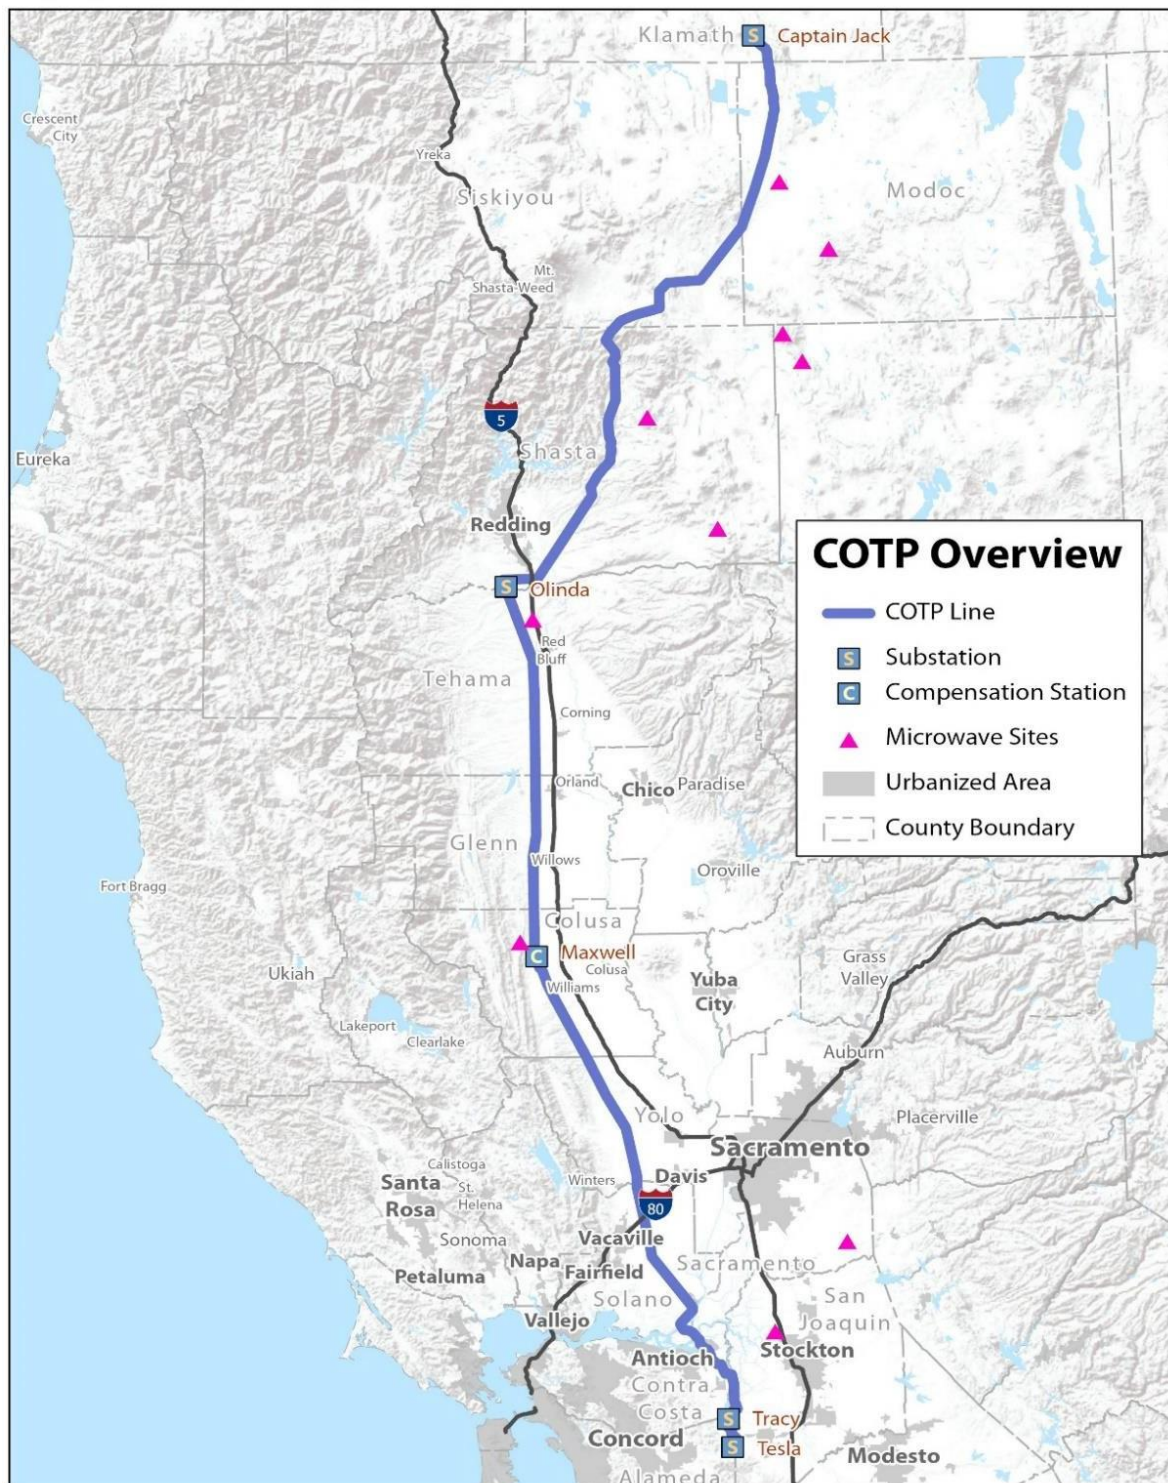 Klamath
S
Captain Jack
Crescent
City
Yreka
Siskiyou
Modoc
Mt.
Shasta-Weed
5
Shasta
Eureka
Redding
S
Olinda
Red
Bluff
Tehama
Corning
Orland
Chico
Paradise
Glenn
Willows
Oroville
Fort Bragg
Colusa
C
Maxwell
Colusa
Williams
Ukiah
Yuba
City
Grass
Valley
Lakeport
Clearlake
Auburn
Yolo
Placerville
Sacramento
Calistoga
Davis
Santa
Rosa
St.
Helena
Winters
80
Sonoma
Vacaville
Napa
Fairfield
Sacramento
Petaluma
Solano
San
Joaquin
Vallejo
Antioch
Stockton
Contra
Costa
S
Tracy
Concord
S
Tesla
Modesto
Alameda
COTP Overview
COTP Line
S
Substation
C
Compensation Station
Microwave Sites
Urbanized Area
County Boundary